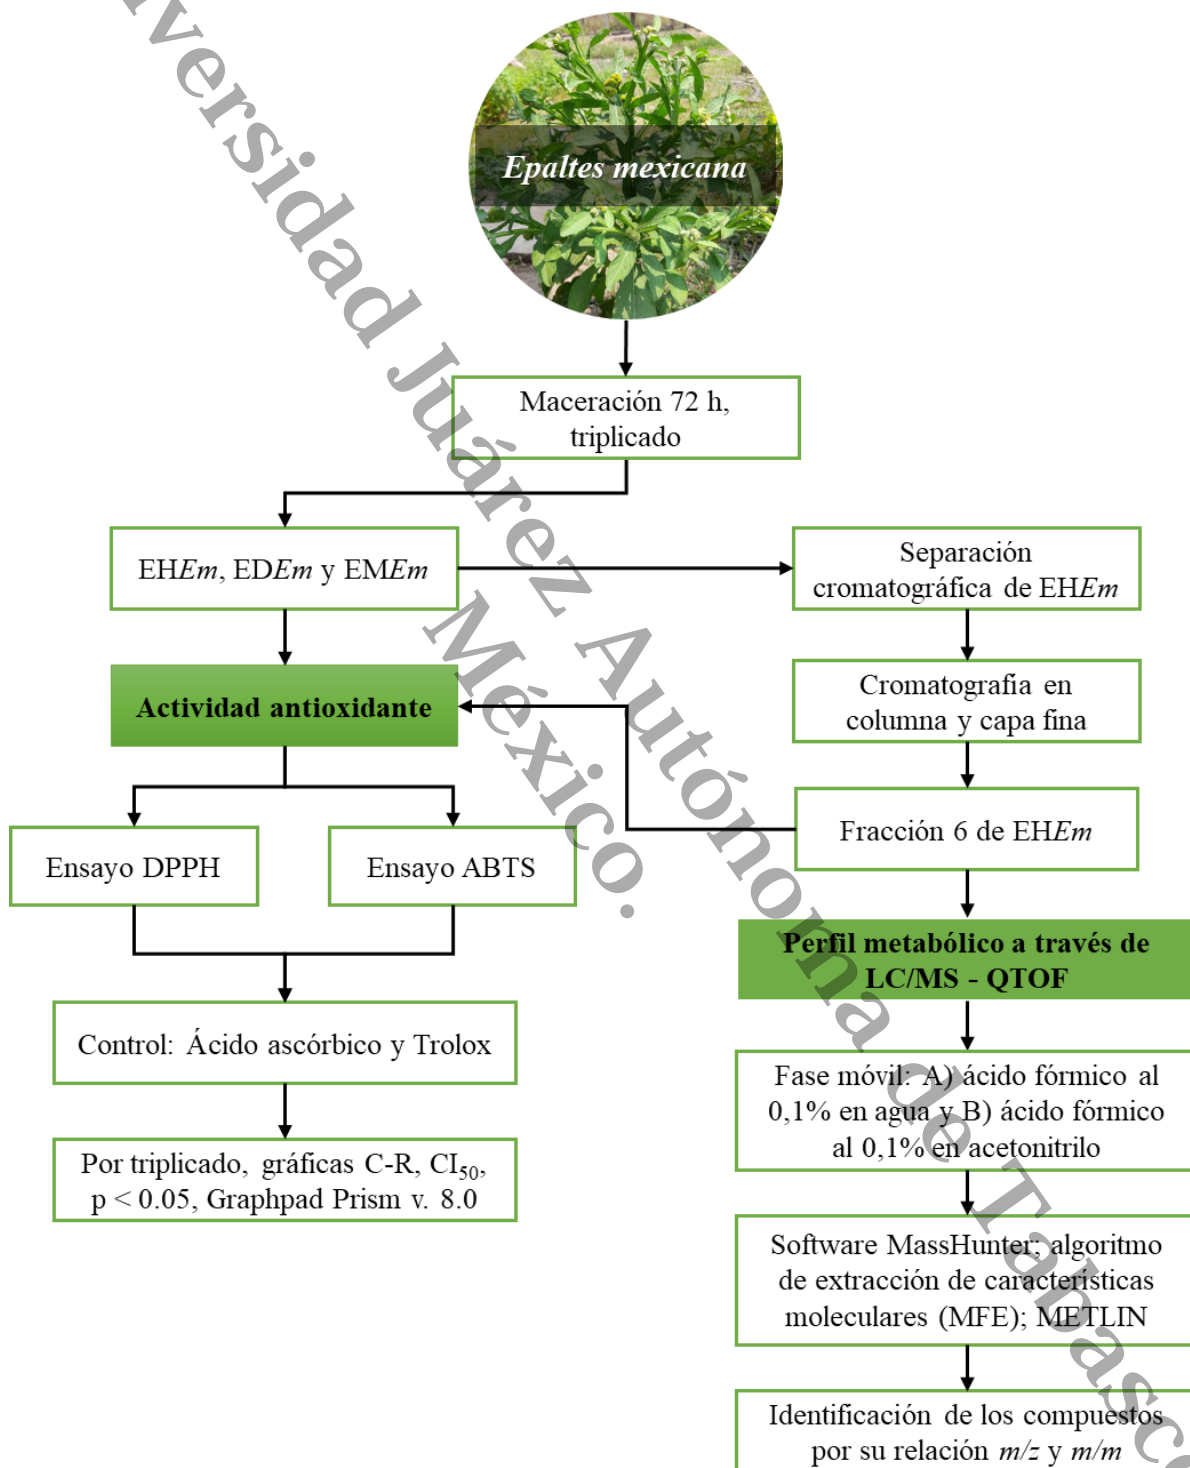 Epaltes mexicana
Maceración 72 h,
triplicado
EHEm, EDEm y EMEm
Separación
cromatográfica de EHEm
Actividad antioxidante
Cromatografía en
columna y capa fina
Ensayo DPPH
Ensayo ABTS
Fracción 6 de EHEm
Perfil metabólico a través de
LC/MS - QTOF
Control: Ácido ascórbico y Trolox
Fase móvil: A) ácido fórmico al
0,1% en agua y B) ácido fórmico
al 0,1% en acetonitrilo
Por triplicado, gráficas C-R, CI50,
p < 0.05, Graphpad Prism v. 8.0
Software MassHunter; algoritmo
de extracción de características
moleculares (MFE); METLIN
Identificación de los compuestos
por su relación m/z y m/m
versidad Juárez Autónoma de Tabasco
México.